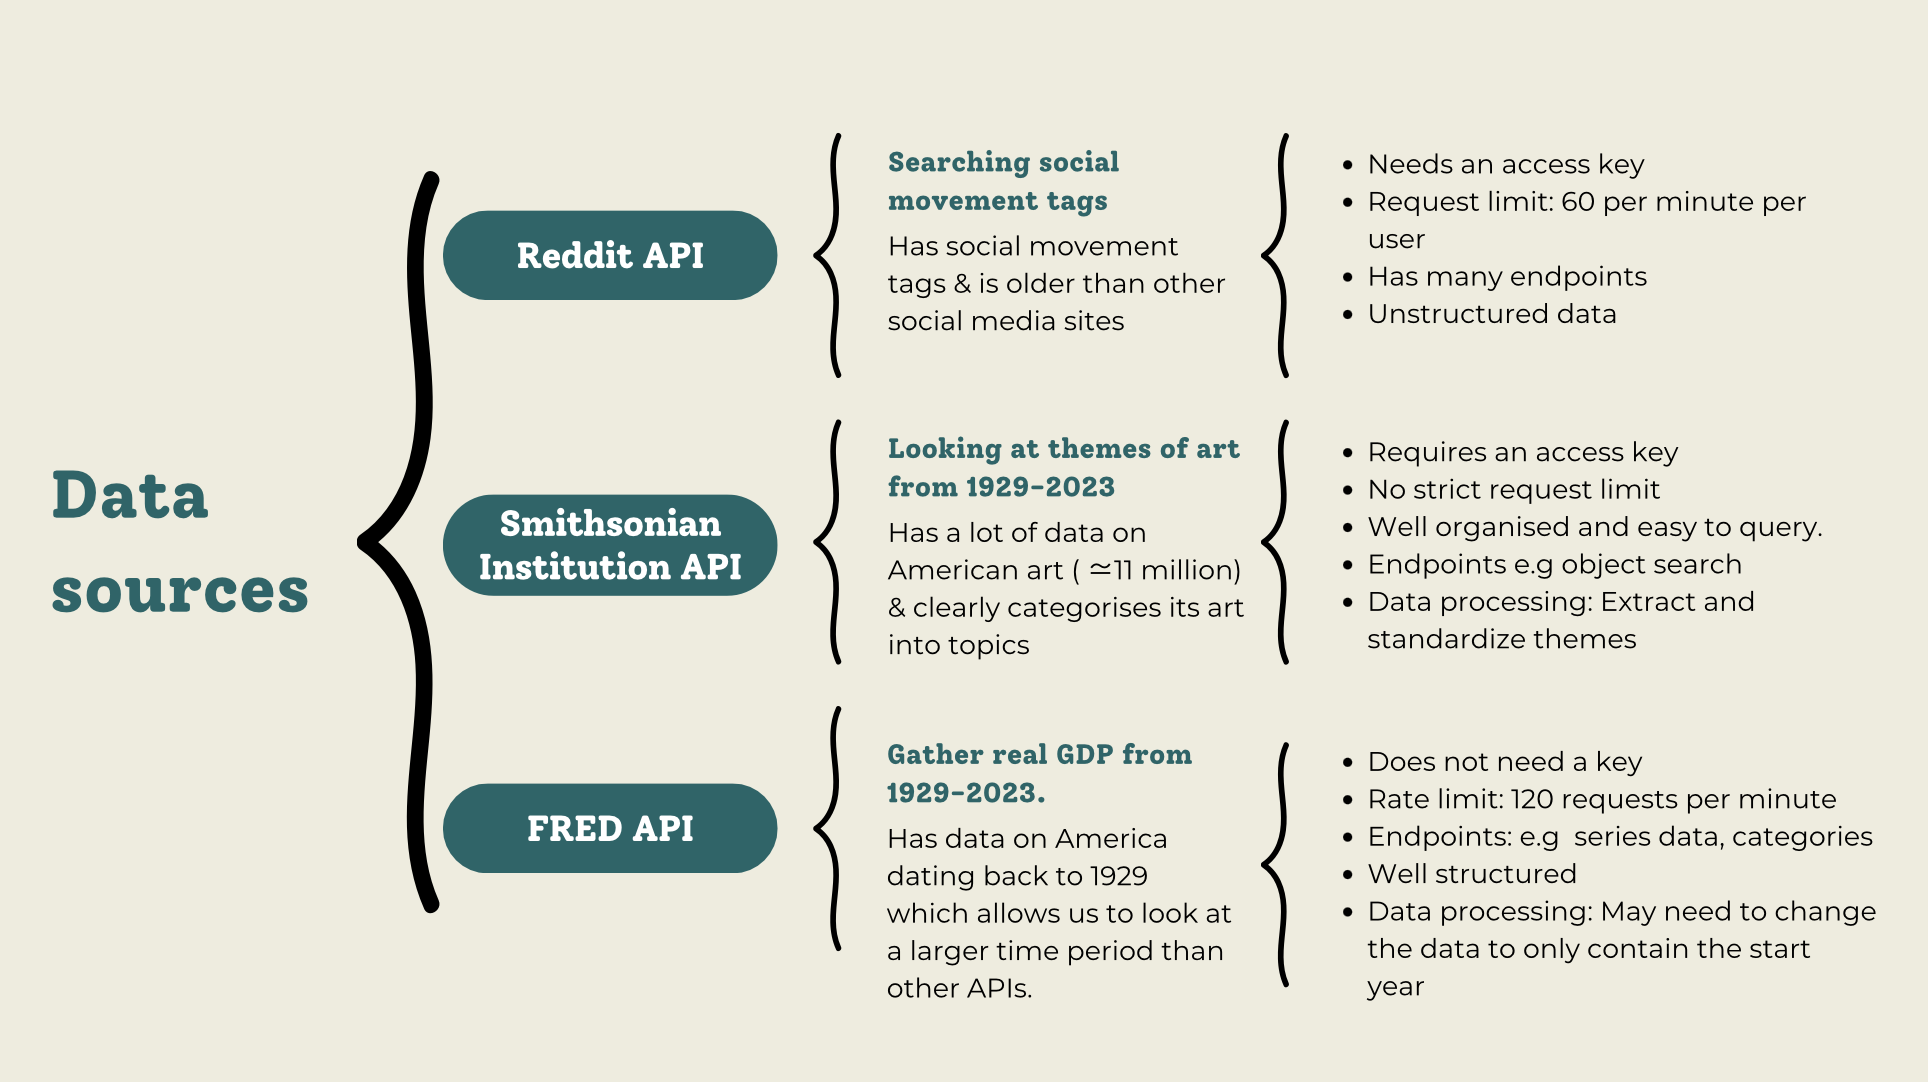 Data
sources
Reddit API
Searching social
movement tags
Has social movement
tags & is older than other
social media sites
• Needs an access key
• Request limit: 60 per minute per
user
• Has many endpoints
• Unstructured data
Smithsonian
Institution API
Looking at themes of art
from 1929-2023
Has a lot of data on
American art ( ≃11 million)
& clearly categorises its art
into topics
• Requires an access key
• No strict request limit
• Well organised and easy to query.
• Endpoints e.g object search
• Data processing: Extract and
standardize themes
FRED API
Gather real GDP from
1929-2023.
Has data on America
dating back to 1929
which allows us to look at
a larger time period than
other APIs.
• Does not need a key
• Rate limit: 120 requests per minute
• Endpoints: e.g  series data, categories
• Well structured
• Data processing: May need to change
the data to only contain the start
year